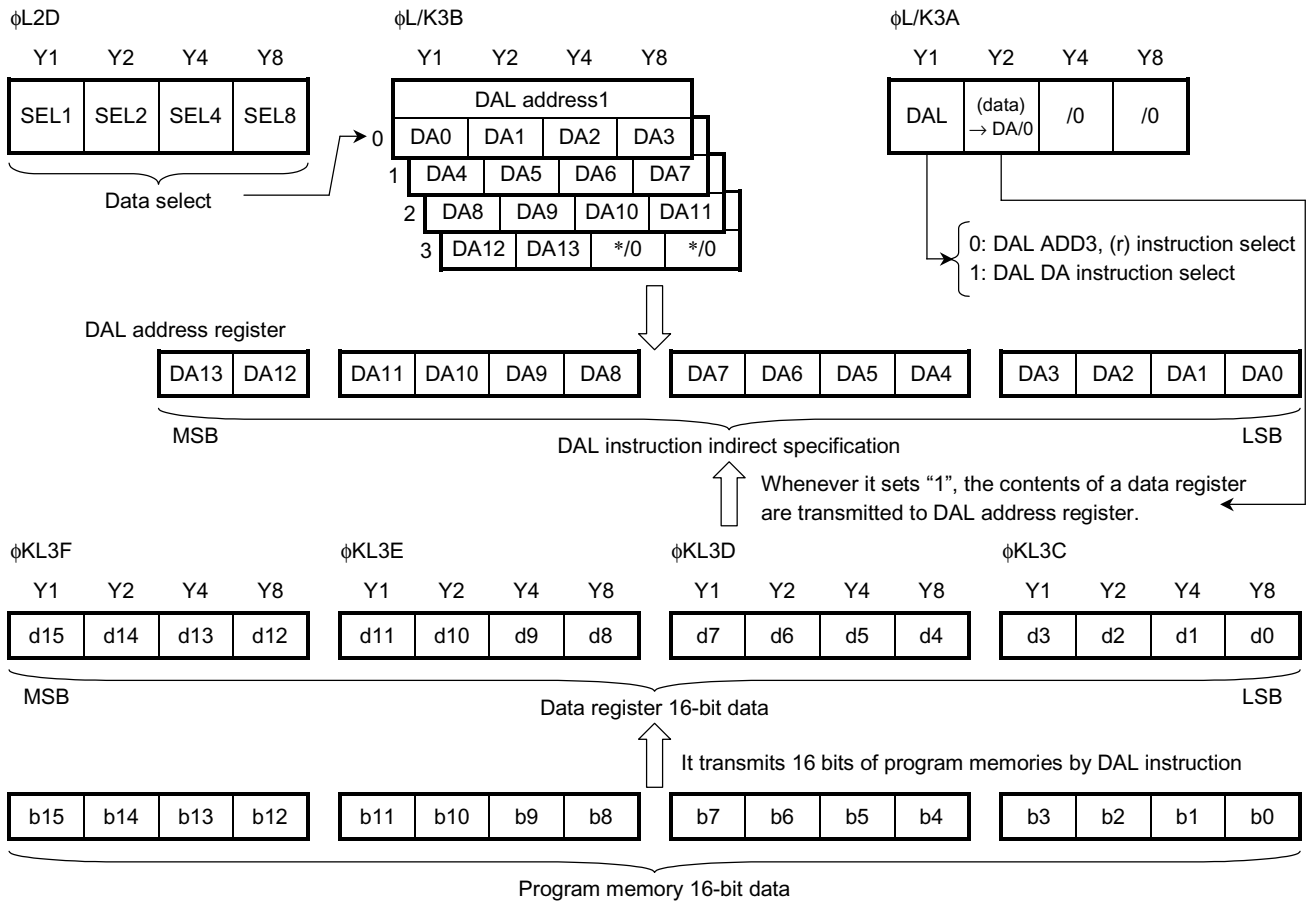 φL2D
Y1 Y2 Y4 Y8
SEL1 SEL2 SEL4 SEL8
Data select
φL/K3B
Y1 Y2 Y4 Y8
DAL address1
0 DA0 DA1 DA2 DA3
1 DA4 DA5 DA6 DA7
2 DA8 DA9 DA10 DA11
3 DA12 DA13 */0 */0
φL/K3A
Y1 Y2 Y4 Y8
DAL (data) → DA/0 /0 /0
0: DAL ADD3, (r) instruction select
1: DAL DA instruction select
DAL address register
DA13 DA12 DA11 DA10 DA9 DA8 DA7 DA6 DA5 DA4 DA3 DA2 DA1 DA0
MSB LSB
DAL instruction indirect specification
Whenever it sets “1”, the contents of a data register
are transmitted to DAL address register.
φKL3F φKL3E φKL3D φKL3C
Y1 Y2 Y4 Y8 Y1 Y2 Y4 Y8 Y1 Y2 Y4 Y8 Y1 Y2 Y4 Y8
d15 d14 d13 d12 d11 d10 d9 d8 d7 d6 d5 d4 d3 d2 d1 d0
MSB LSB
Data register 16-bit data
It transmits 16 bits of program memories by DAL instruction
b15 b14 b13 b12 b11 b10 b9 b8 b7 b6 b5 b4 b3 b2 b1 b0
Program memory 16-bit data